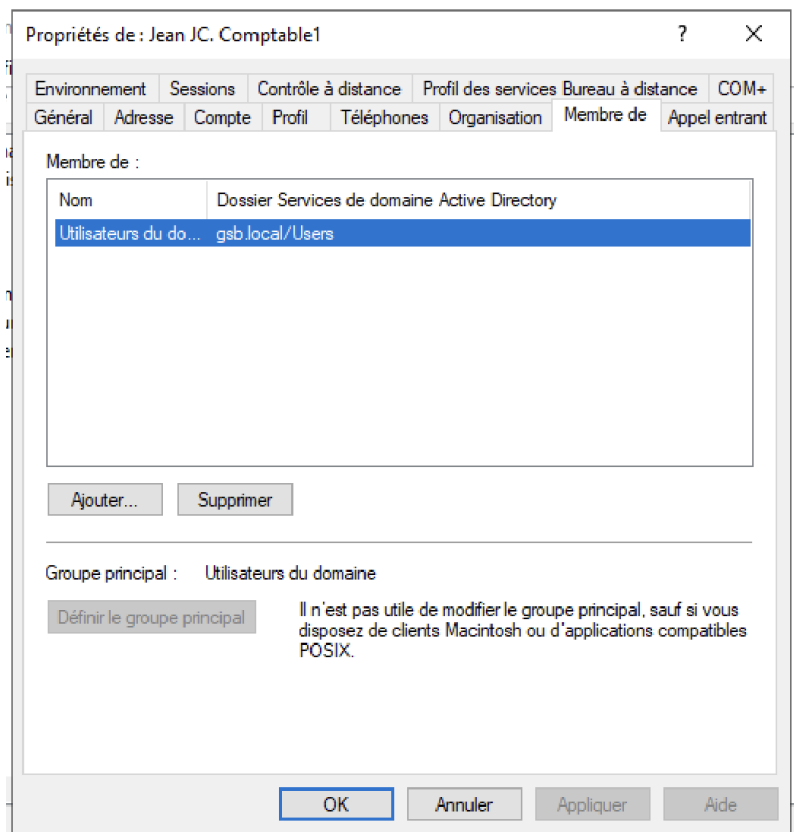 Propriétés de : Jean JC. Comptable1 ? X
Environnement Sessions Contrôle à distance Profil des services Bureau à distance COM+
Général Adresse Compte Profil Téléphones Organisation Membre de Appel entrant
Membre de :
Nom Dossier Services de domaine Active Directory
Utilisateurs du do... gsb.local/Users
Ajouter... Supprimer
Groupe principal : Utilisateurs du domaine
Définir le groupe principal
Il n'est pas utile de modifier le groupe principal, sauf si vous
disposez de clients Macintosh ou d'applications compatibles
POSIX.
OK Annuler Appliquer Aide